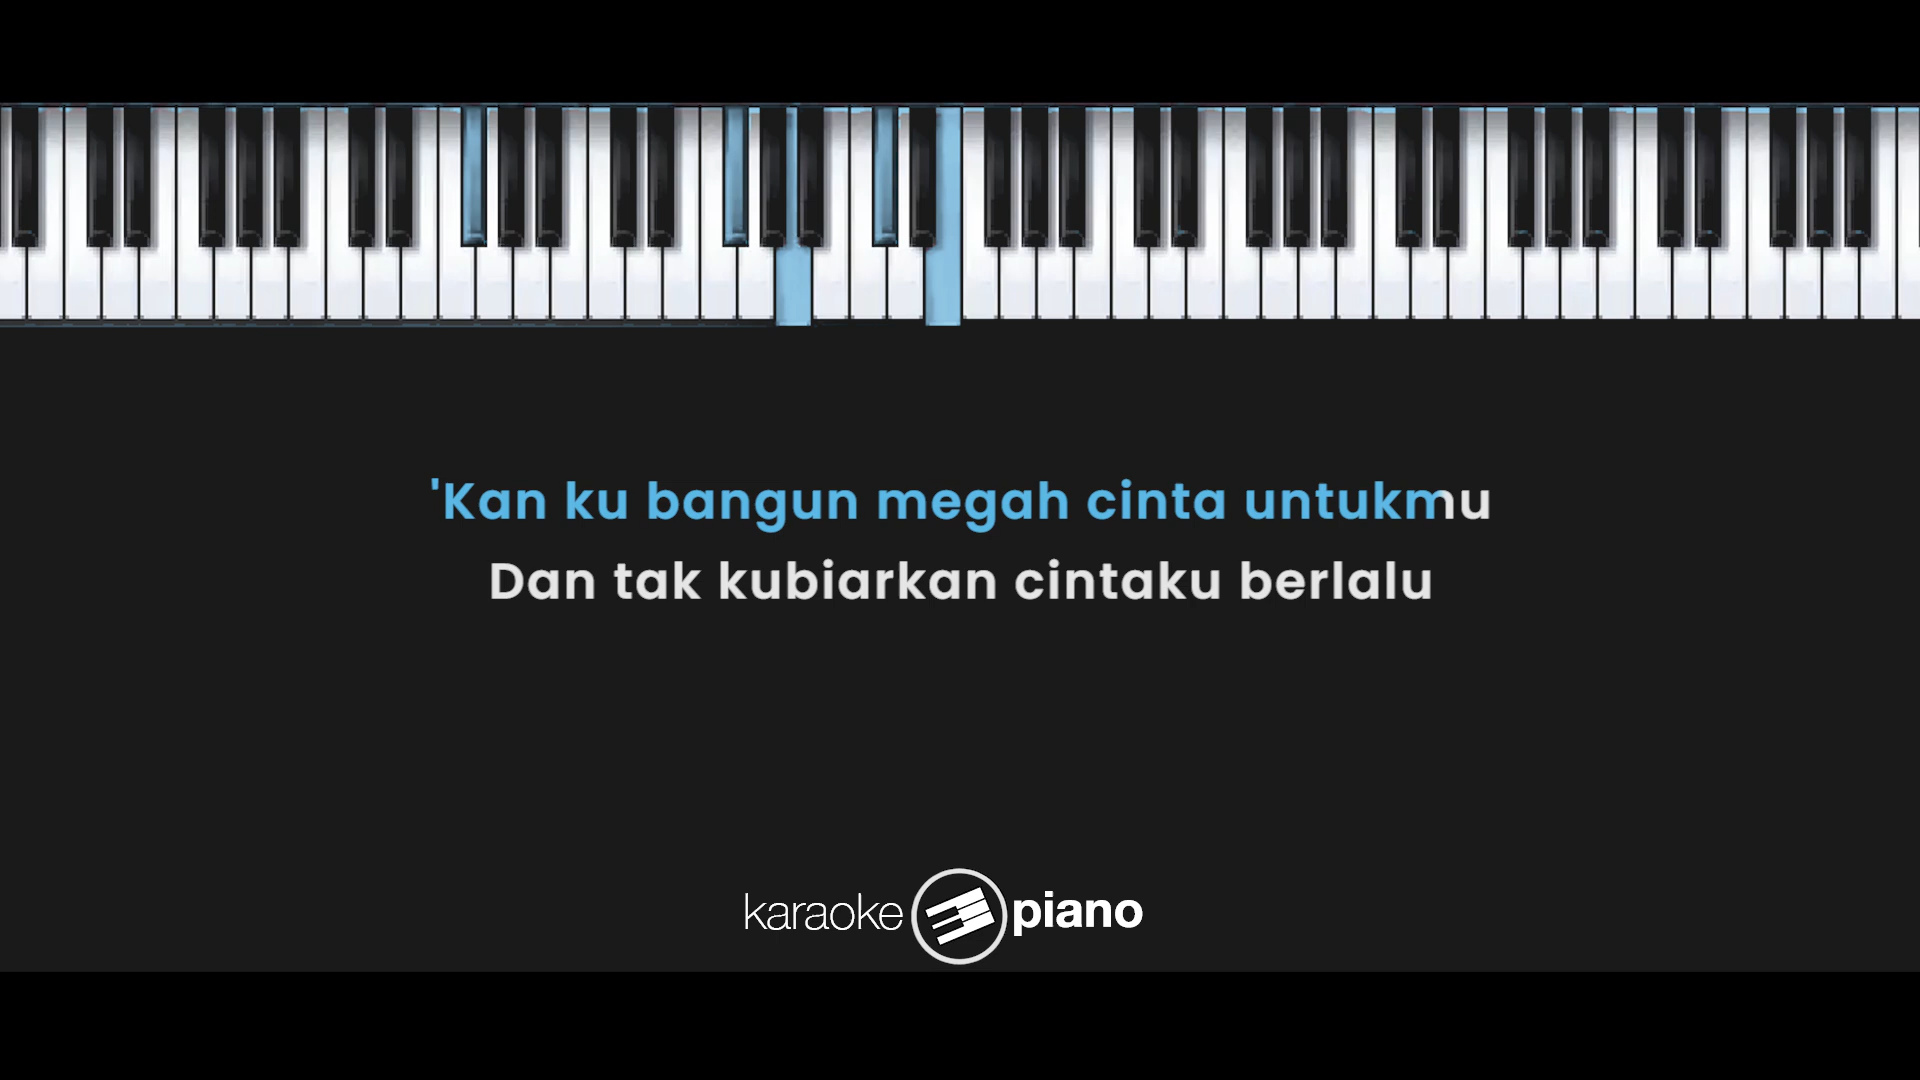 'Kan ku bangun megah cinta untukmu
Dan tak kubiarkan cintaku berlalu
karaoke piano